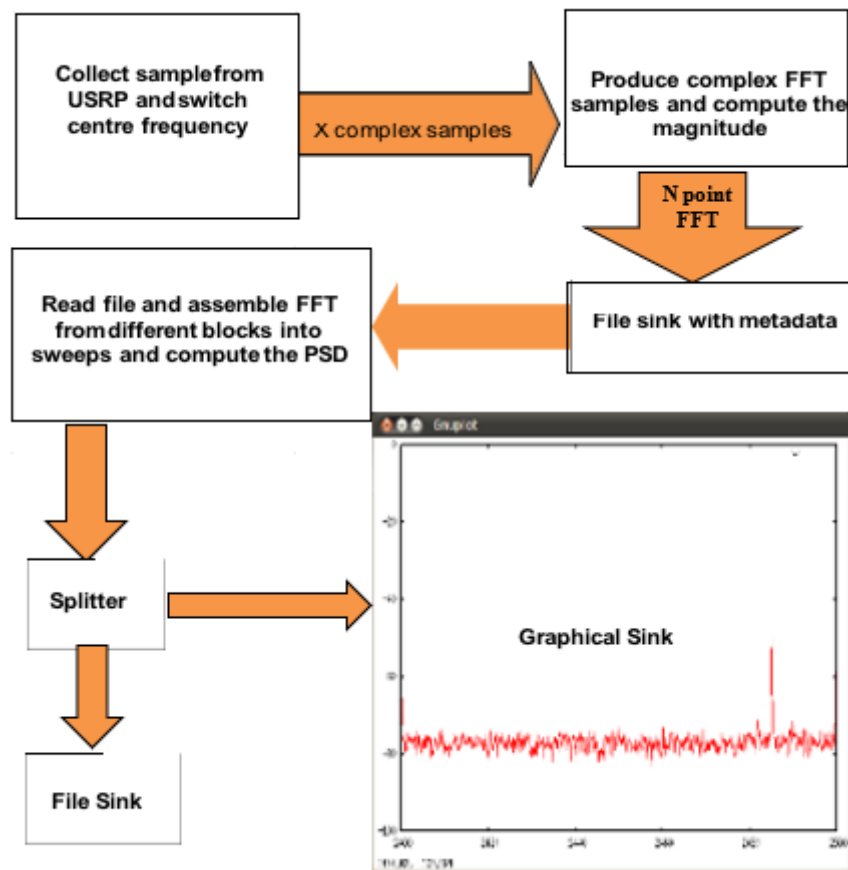 Collect sample from
USRP and switch
centre frequency
X complex samples
Produce complex FFT
samples and compute the
magnitude
N point
FFT
File sink with metadata
Read file and assemble FFT
from different blocks into
sweeps and compute the PSD
Gnuplot
Splitter
Graphical Sink
File Sink
0
2400